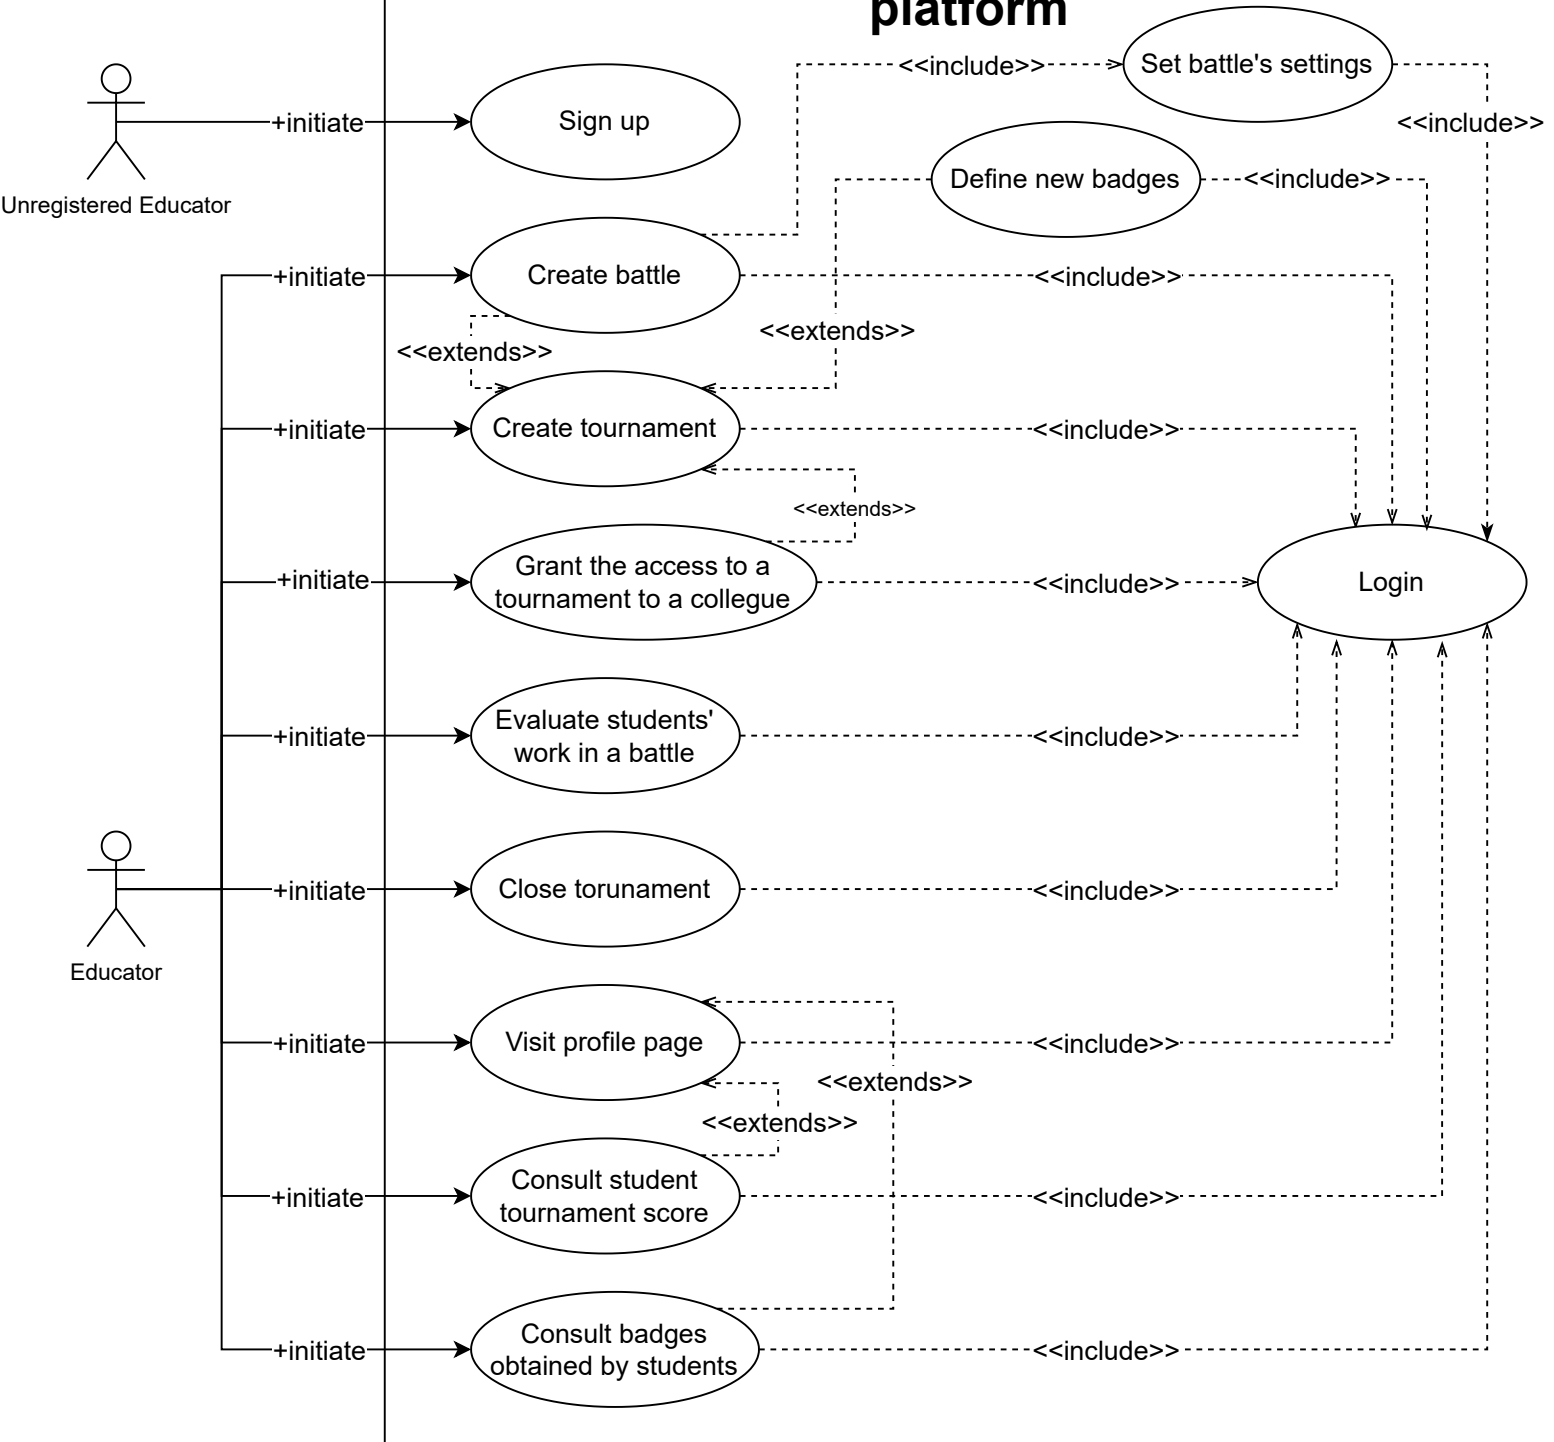 platform
<<include>>
Set battle's settings
+initiate
Sign up
<<include>>
Unregistered Educator
Define new badges
<<include>>
+initiate
Create battle
<<include>>
<<extends>>
<<extends>>
+initiate
Create tournament
<<include>>
<<extends>>
+initiate
Grant the access to a
tournament to a collegue
<<include>>
Login
+initiate
Evaluate students'
work in a battle
<<include>>
+initiate
Close torunament
<<include>>
Educator
+initiate
Visit profile page
<<include>>
<<extends>>
<<extends>>
+initiate
Consult student
tournament score
<<include>>
+initiate
Consult badges
obtained by students
<<include>>